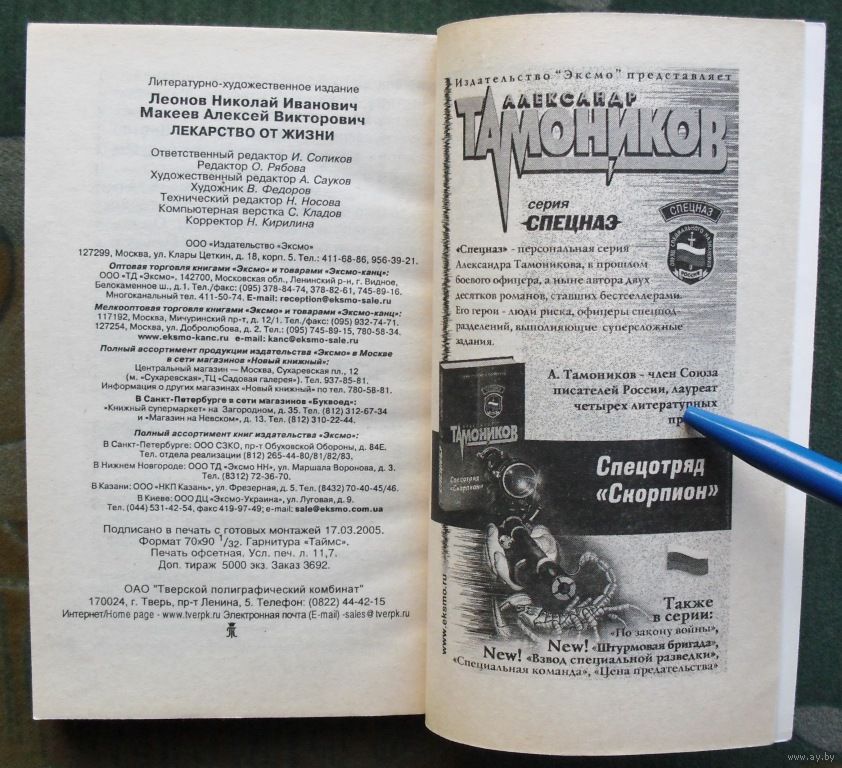 Литературно-художественное издание
Леонов Николай Иванович
Макеев Алексей Викторович
ЛЕКАРСТВО ОТ ЖИЗНИ
Ответственный редактор И. Сопиков
Редактор О. Рябова
Художественный редактор А. Сауков
Художник В. Федоров
Технический редактор Н. Носова
Компьютерная верстка С. Кладов
Корректор Н. Кирилина
ООО «Издательство «Эксмо»
127299, Москва, ул. Клары Цеткин, д. 18, корп. 5. Тел.: 411-68-86, 956-39-21.
Оптовая торговля книгами «Эксмо» и товарами «Эксмо-канц»:
ООО «ТД «Эксмо», 142700, Московская обл., Ленинский р-н, г. Видное,
Белокаменное ш., д.1. Тел./факс: (095) 378-84-74, 378-82-61, 745-89-16.
Многоканальный тел. 411-50-74. E-mail: reception@eksmo-sale.ru
Мелкооптовая торговля книгами «Эксмо» и товарами «Эксмо-канц»:
117192, Москва, Мичуринский пр-т, д. 12/1. Тел./факс: (095) 932-74-71.
127254, Москва, ул. Добролюбова, д. 2. Тел.: (095) 745-89-15, 780-58-34.
www.eksmo-kanc.ru e-mail: kanc@eksmo-sale.ru
Полный ассортимент продукции издательства «Эксмо» в Москве
в сети магазинов «Новый книжный»:
Центральный магазин — Москва, Сухаревская пл., 12
(м. «Сухаревская»,ТЦ «Садовая галерея»). Тел. 937-85-81.
Информация о других магазинах «Новый книжный» по тел. 780-58-81.
В Санкт-Петербурге в сети магазинов «Буквоед»:
«Книжный супермаркет» на Загородном, д. 35. Тел. (812) 312-67-34
и «Магазин на Невском», д. 13. Тел. (812) 310-22-44.
Полный ассортимент книг издательства «Эксмо»:
В Санкт-Петербурге: ООО СЗКО, пр-т Обуховской Обороны, д. 84Е.
Тел. отдела реализации (812) 265-44-80/81/82/83.
В Нижнем Новгороде: ООО ТД «Эксмо НН», ул. Маршала Воронова, д. 3.
Тел. (8312) 72-36-70.
В Казани: ООО «НКП Казань», ул. Фрезерная, д. 5. Тел. (8432) 70-40-45/46.
В Киеве: ООО ДЦ «Эксмо-Украина», ул. Луговая, д. 9.
Тел. (044) 531-42-54, факс 419-97-49; e-mail: sale@eksmo.com.ua
Подписано в печать с готовых монтажей 17.03.2005.
Формат 70x90 1/32. Гарнитура «Таймс».
Печать офсетная. Усл. печ. л. 11,7.
Доп. тираж 5000 экз. Заказ 3692.
ОАО "Тверской полиграфический комбинат"
170024, г. Тверь, пр-т Ленина, 5. Телефон: (0822) 44-42-15
Интернет/Home page - www.tverpk.ru Электронная почта (E-mail) -sales@tverpk.ru
Издательство "Эксмо" представляет
АЛЕКСАНДР
ТАМОНИКОВ
серия
СПЕЦНАЗ
СПЕЦНАЗ
РОССИЯ
«Спецназ» - персональная серия
Александра Тамоникова, в прошлом
боевого офицера, а ныне автора двух
десятков романов, ставших бестселлерами.
Его герои - люди риска, офицеры спецпод-
разделений, выполняющие суперсложные
задания.
А. Тамоников - член Союза
писателей России, лауреат
четырех литературных
ТАМОНИКОВ
Спецотряд
«Скорпион»
Спецотряд
«Скорпион»
www.eksmo.ru
Также
в серии:
«По закону войны»,
New! «Штурмовая бригада»,
New! «Взвод специальной разведки»,
«Специальная команда», «Цена предательства»
www.ay.by